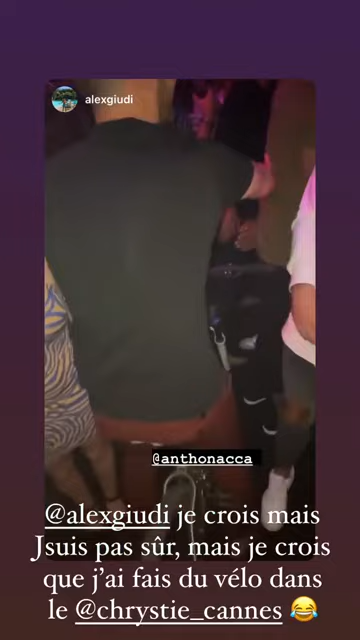 alexgiudi
@anthonacca
@alexgiudi je crois mais
Jsuis pas sûr, mais je crois
que j’ai fais du vélo dans
le @chrystie_cannes 😂